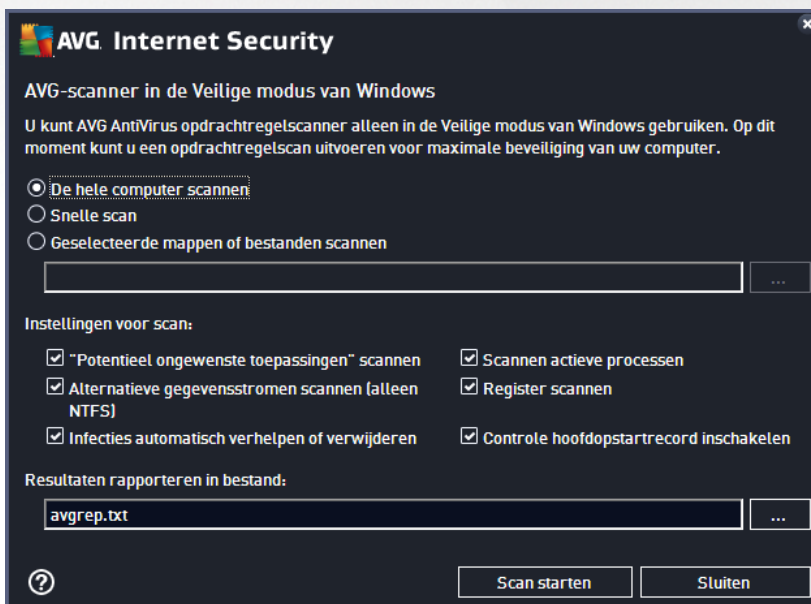 AVG. Internet Security
AVG-scanner in de Veilige modus van Windows
U kunt AVG AntiVirus opdrachtregelscanner alleen in de Veilige modus van Windows gebruiken. Op dit
moment kunt u een opdrachtregelscan uitvoeren voor maximale beveiliging van uw computer.
De hele computer scannen
Snelle scan
Geselecteerde mappen of bestanden scannen
...
Instellingen voor scan:
"Potentieel ongewenste toepassingen" scannen
Scannen actieve processen
Alternatieve gegevensstromen scannen (alleen
NTFS)
Register scannen
Infecties automatisch verhelpen of verwijderen
Controle hoofdopstartrecord inschakelen
Resultaten rapporteren in bestand:
avgrep.txt
...
?
Scan starten
Sluiten